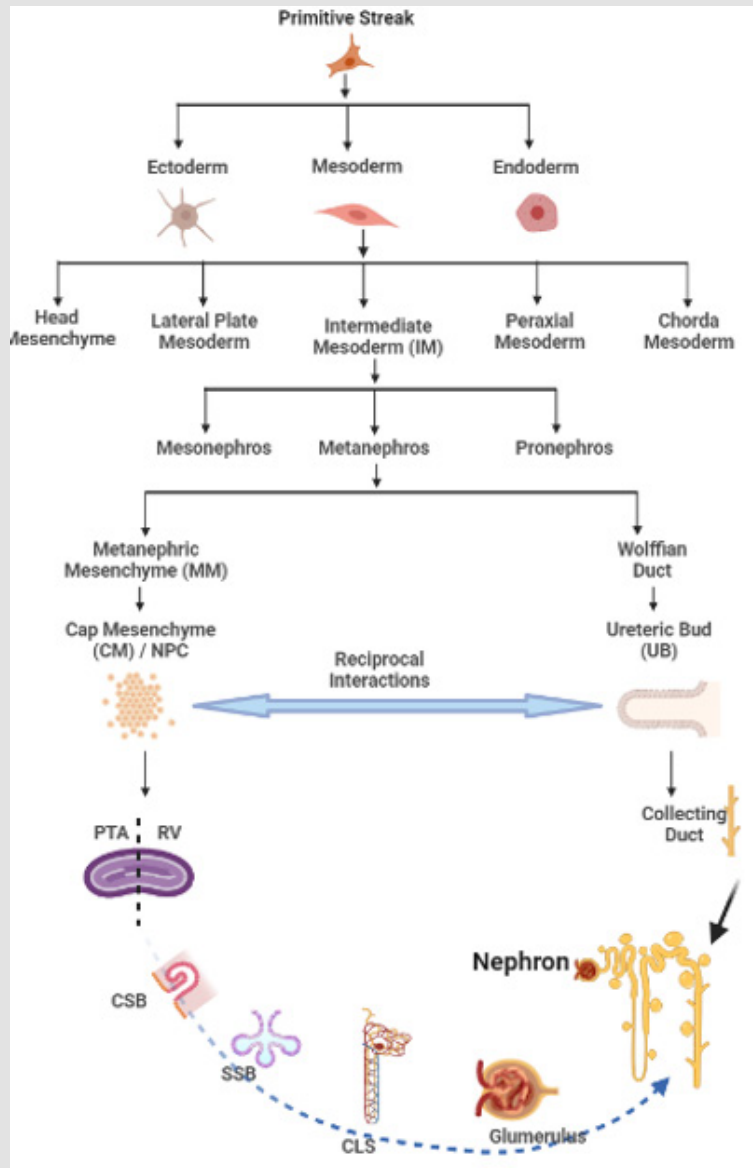 Primitive Streak
Ectoderm
Mesoderm
Endoderm
Head
Mesenchyme
Lateral Plate
Mesoderm
Intermediate
Mesoderm (IM)
Peraxial
Mesoderm
Chorda
Mesoderm
Mesonephros
Metanephros
Pronephros
Metanephric
Mesenchyme (MM)
Wolffian
Duct
Cap Mesenchyme
(CM) / NPC
Reciprocal
Interactions
Ureteric Bud
(UB)
PTA
RV
Collecting
Duct
Nephron
CSB
SSB
CLS
Glumerulus